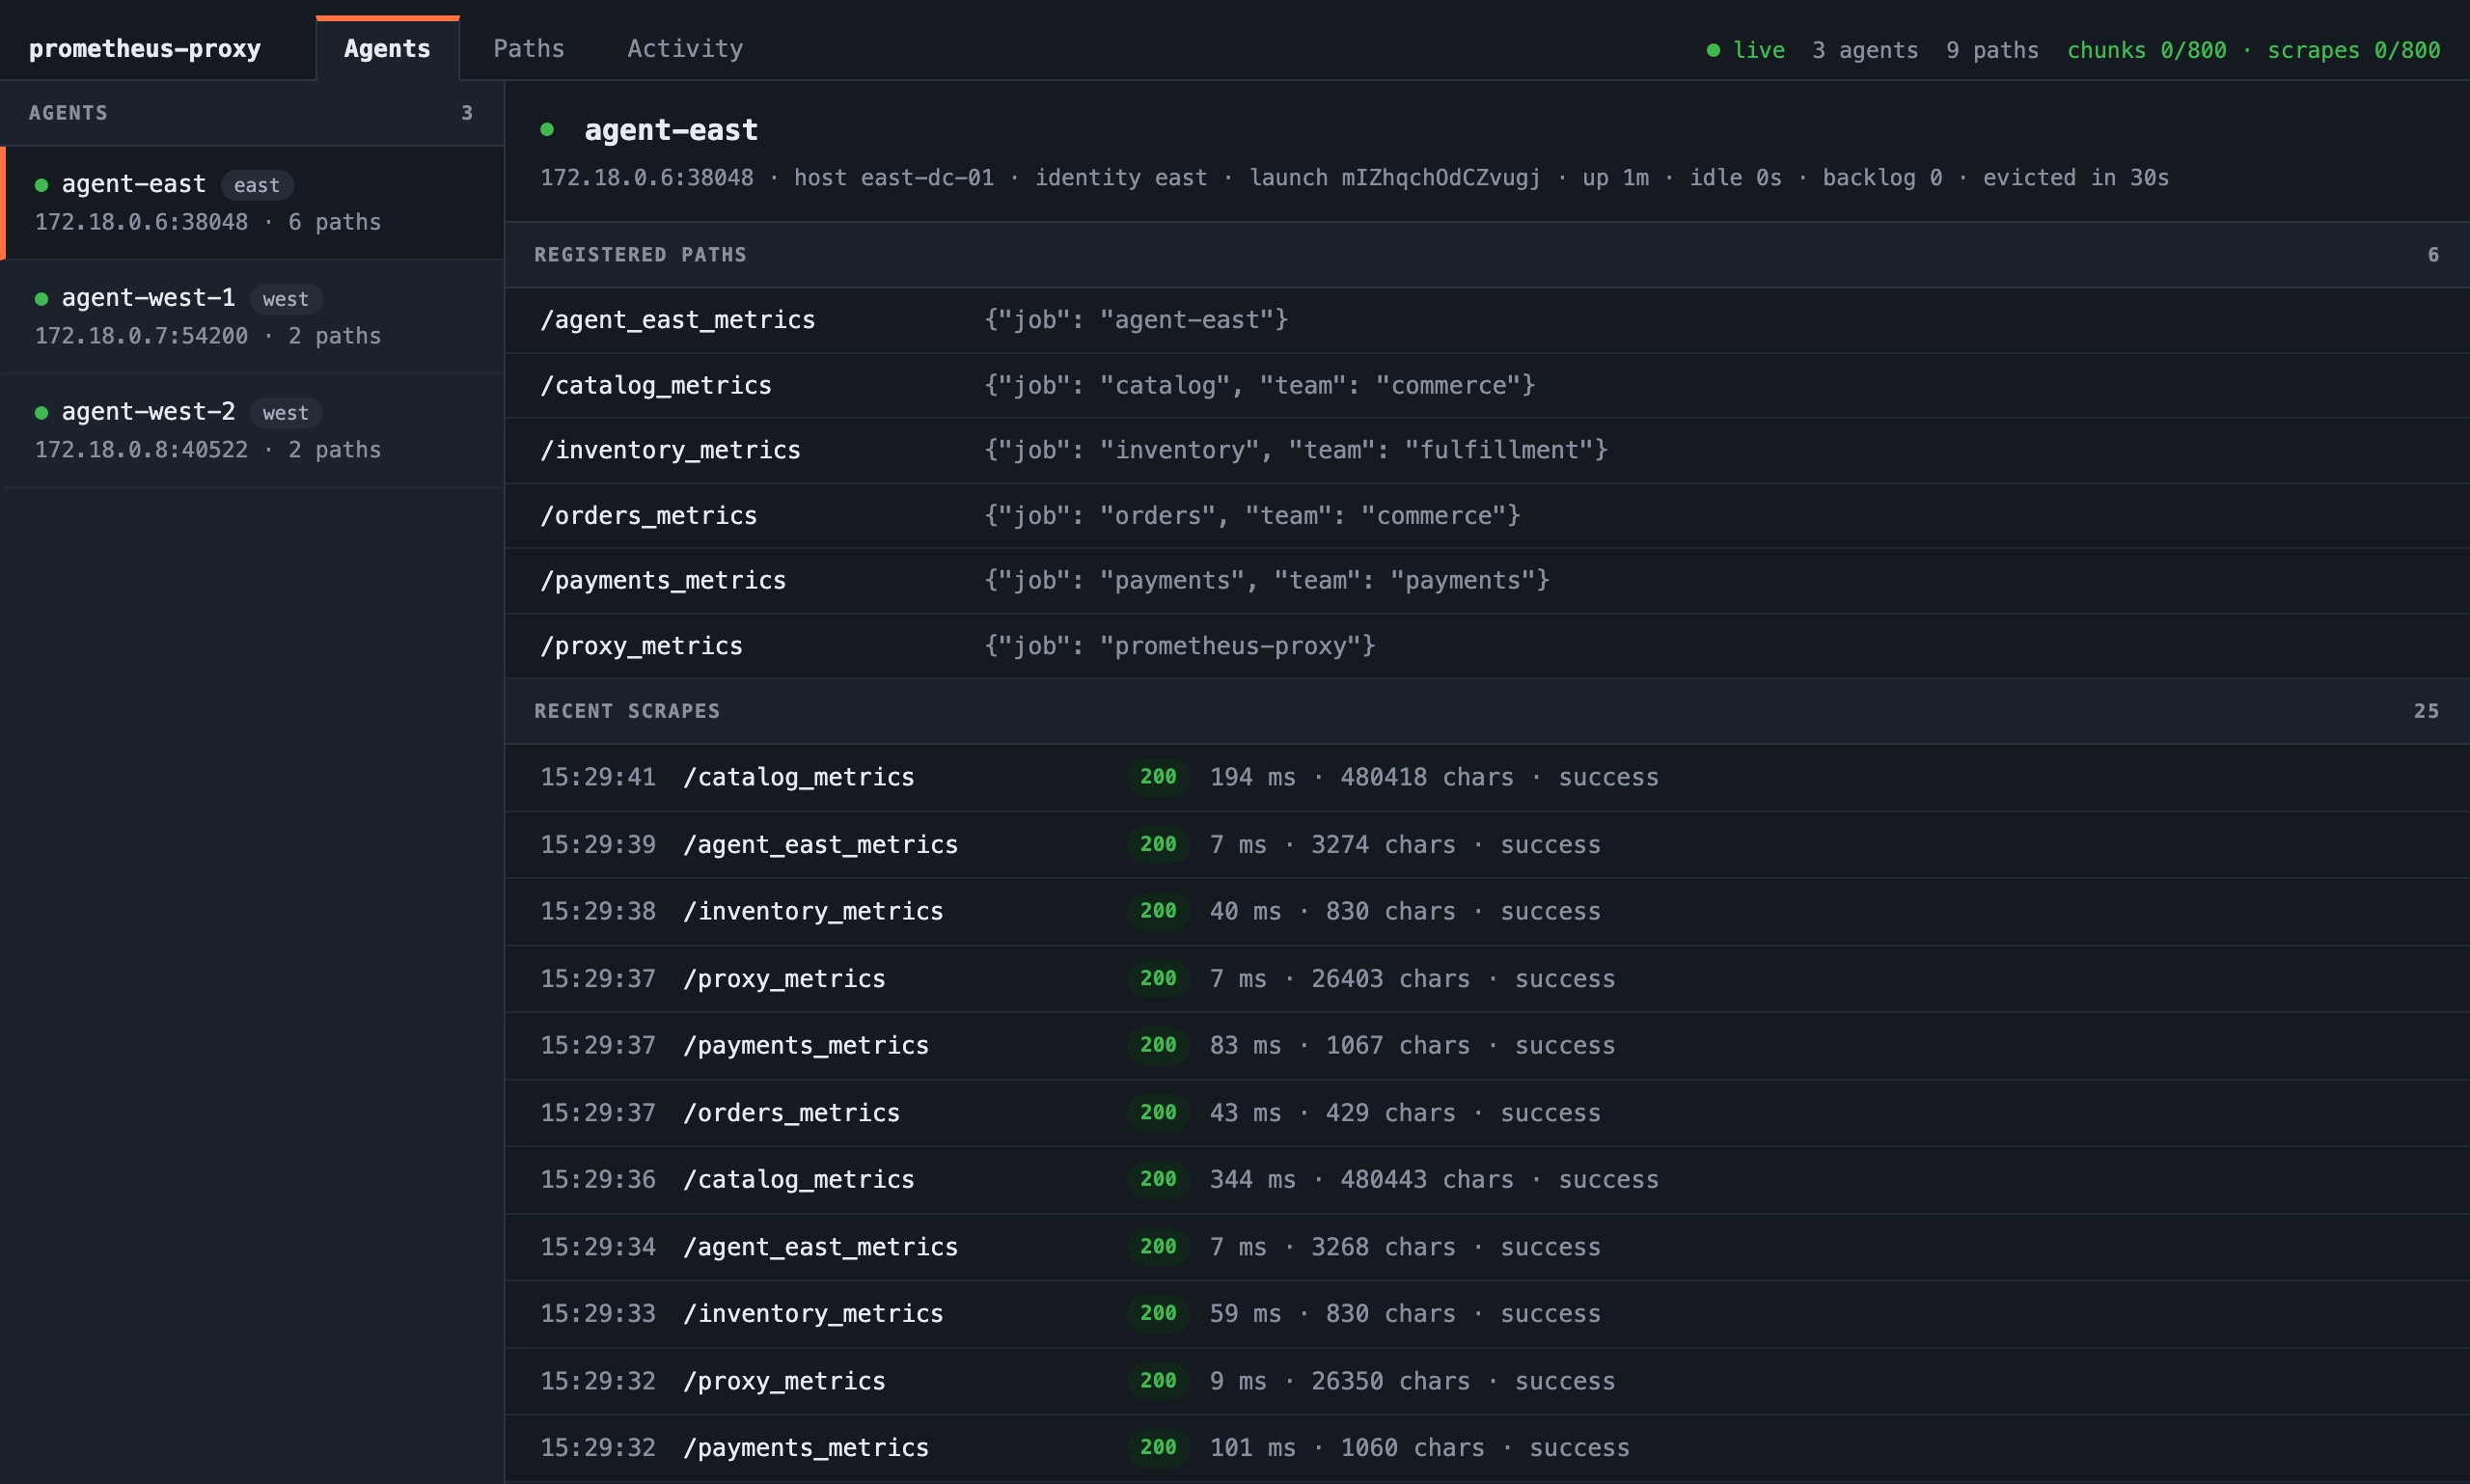 prometheus-proxy Agents Paths Activity live 3 agents 9 paths chunks 0/800 · scrapes 0/800
AGENTS 3
agent-east east
172.18.0.6:38048 · 6 paths
agent-west-1 west
172.18.0.7:54200 · 2 paths
agent-west-2 west
172.18.0.8:40522 · 2 paths
agent-east
172.18.0.6:38048 · host east-dc-01 · identity east · launch mIZhqchOdCZvugj · up 1m · idle 0s · backlog 0 · evicted in 30s
REGISTERED PATHS 6
/agent_east_metrics {"job": "agent-east"}
/catalog_metrics {"job": "catalog", "team": "commerce"}
/inventory_metrics {"job": "inventory", "team": "fulfillment"}
/orders_metrics {"job": "orders", "team": "commerce"}
/payments_metrics {"job": "payments", "team": "payments"}
/proxy_metrics {"job": "prometheus-proxy"}
RECENT SCRAPES 25
15:29:41 /catalog_metrics 200 194 ms · 480418 chars · success
15:29:39 /agent_east_metrics 200 7 ms · 3274 chars · success
15:29:38 /inventory_metrics 200 40 ms · 830 chars · success
15:29:37 /proxy_metrics 200 7 ms · 26403 chars · success
15:29:37 /payments_metrics 200 83 ms · 1067 chars · success
15:29:37 /orders_metrics 200 43 ms · 429 chars · success
15:29:36 /catalog_metrics 200 344 ms · 480443 chars · success
15:29:34 /agent_east_metrics 200 7 ms · 3268 chars · success
15:29:33 /inventory_metrics 200 59 ms · 830 chars · success
15:29:32 /proxy_metrics 200 9 ms · 26350 chars · success
15:29:32 /payments_metrics 200 101 ms · 1060 chars · success